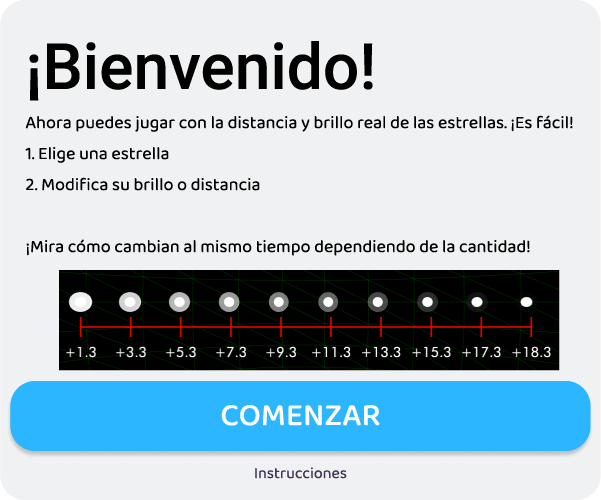 ¡Bienvenido!
Ahora puedes jugar con la distancia y brillo real de las estrellas. ¡Es fácil!
1. Elige una estrella
2. Modifica su brillo o distancia
¡Mira cómo cambian al mismo tiempo dependiendo de la cantidad!
+1.3 +3.3 +5.3 +7.3 +9.3 +11.3 +13.3 +15.3 +17.3 +18.3
COMENZAR
Instrucciones